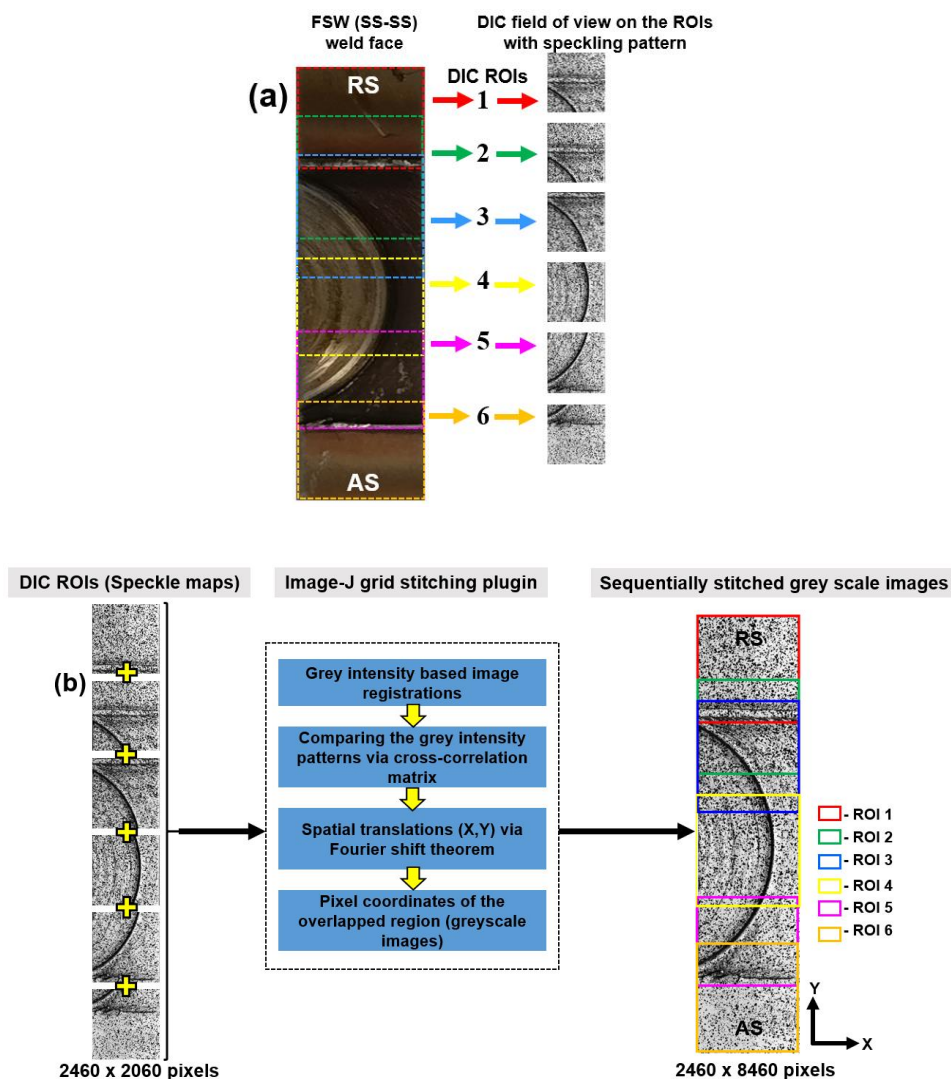 FSW (SS-SS)
weld face
DIC field of view on the ROIs
with speckling pattern
(a)
RS
DIC ROIs
1
2
3
4
5
6
AS
DIC ROIs (Speckle maps)
Image-J grid stitching plugin
Sequentially stitched grey scale images
(b)
Grey intensity based image
registrations
Comparing the grey intensity
patterns via cross-correlation
matrix
Spatial translations (X,Y) via
Fourier shift theorem
Pixel coordinates of the
overlapped region (greyscale
images)
RS
- ROI 1
- ROI 2
- ROI 3
- ROI 4
- ROI 5
- ROI 6
AS
Y
X
2460 x 2060 pixels
2460 x 8460 pixels